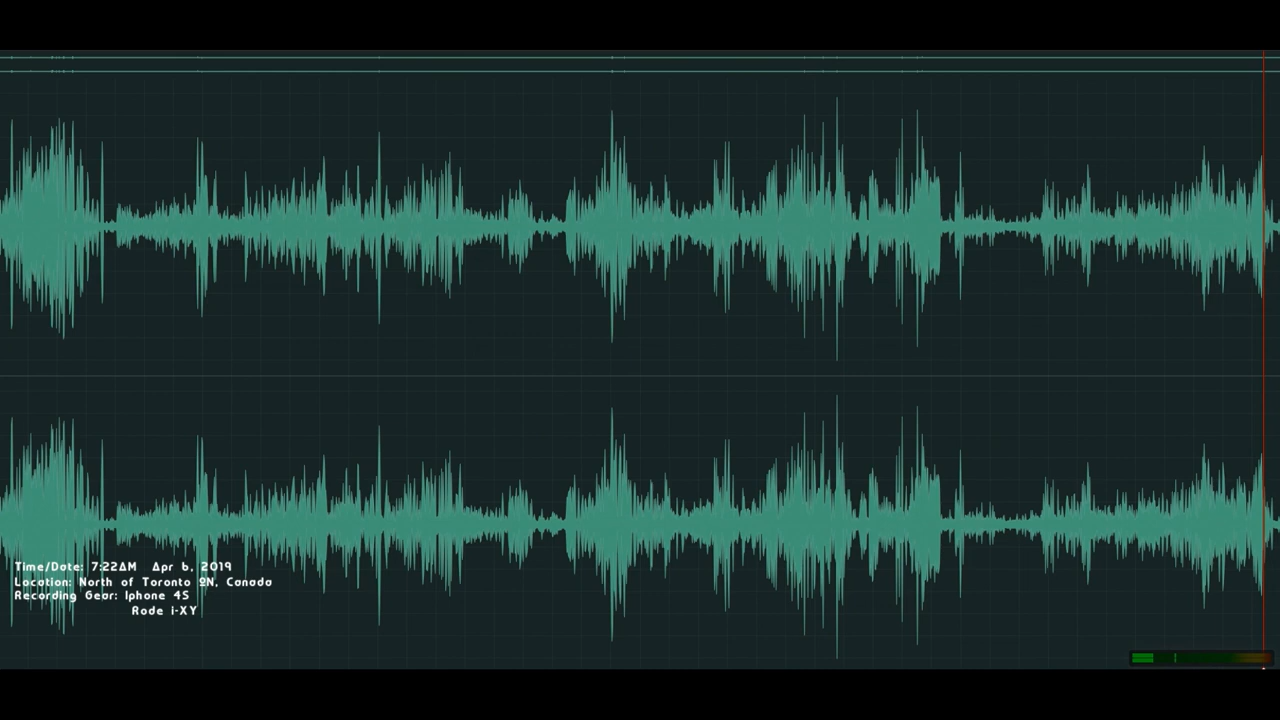 Time/Date: 7:22AM Apr 6, 2019
Location: North of Toronto ON, Canada
Recording Gear: Iphone 4S
Rode i-XY